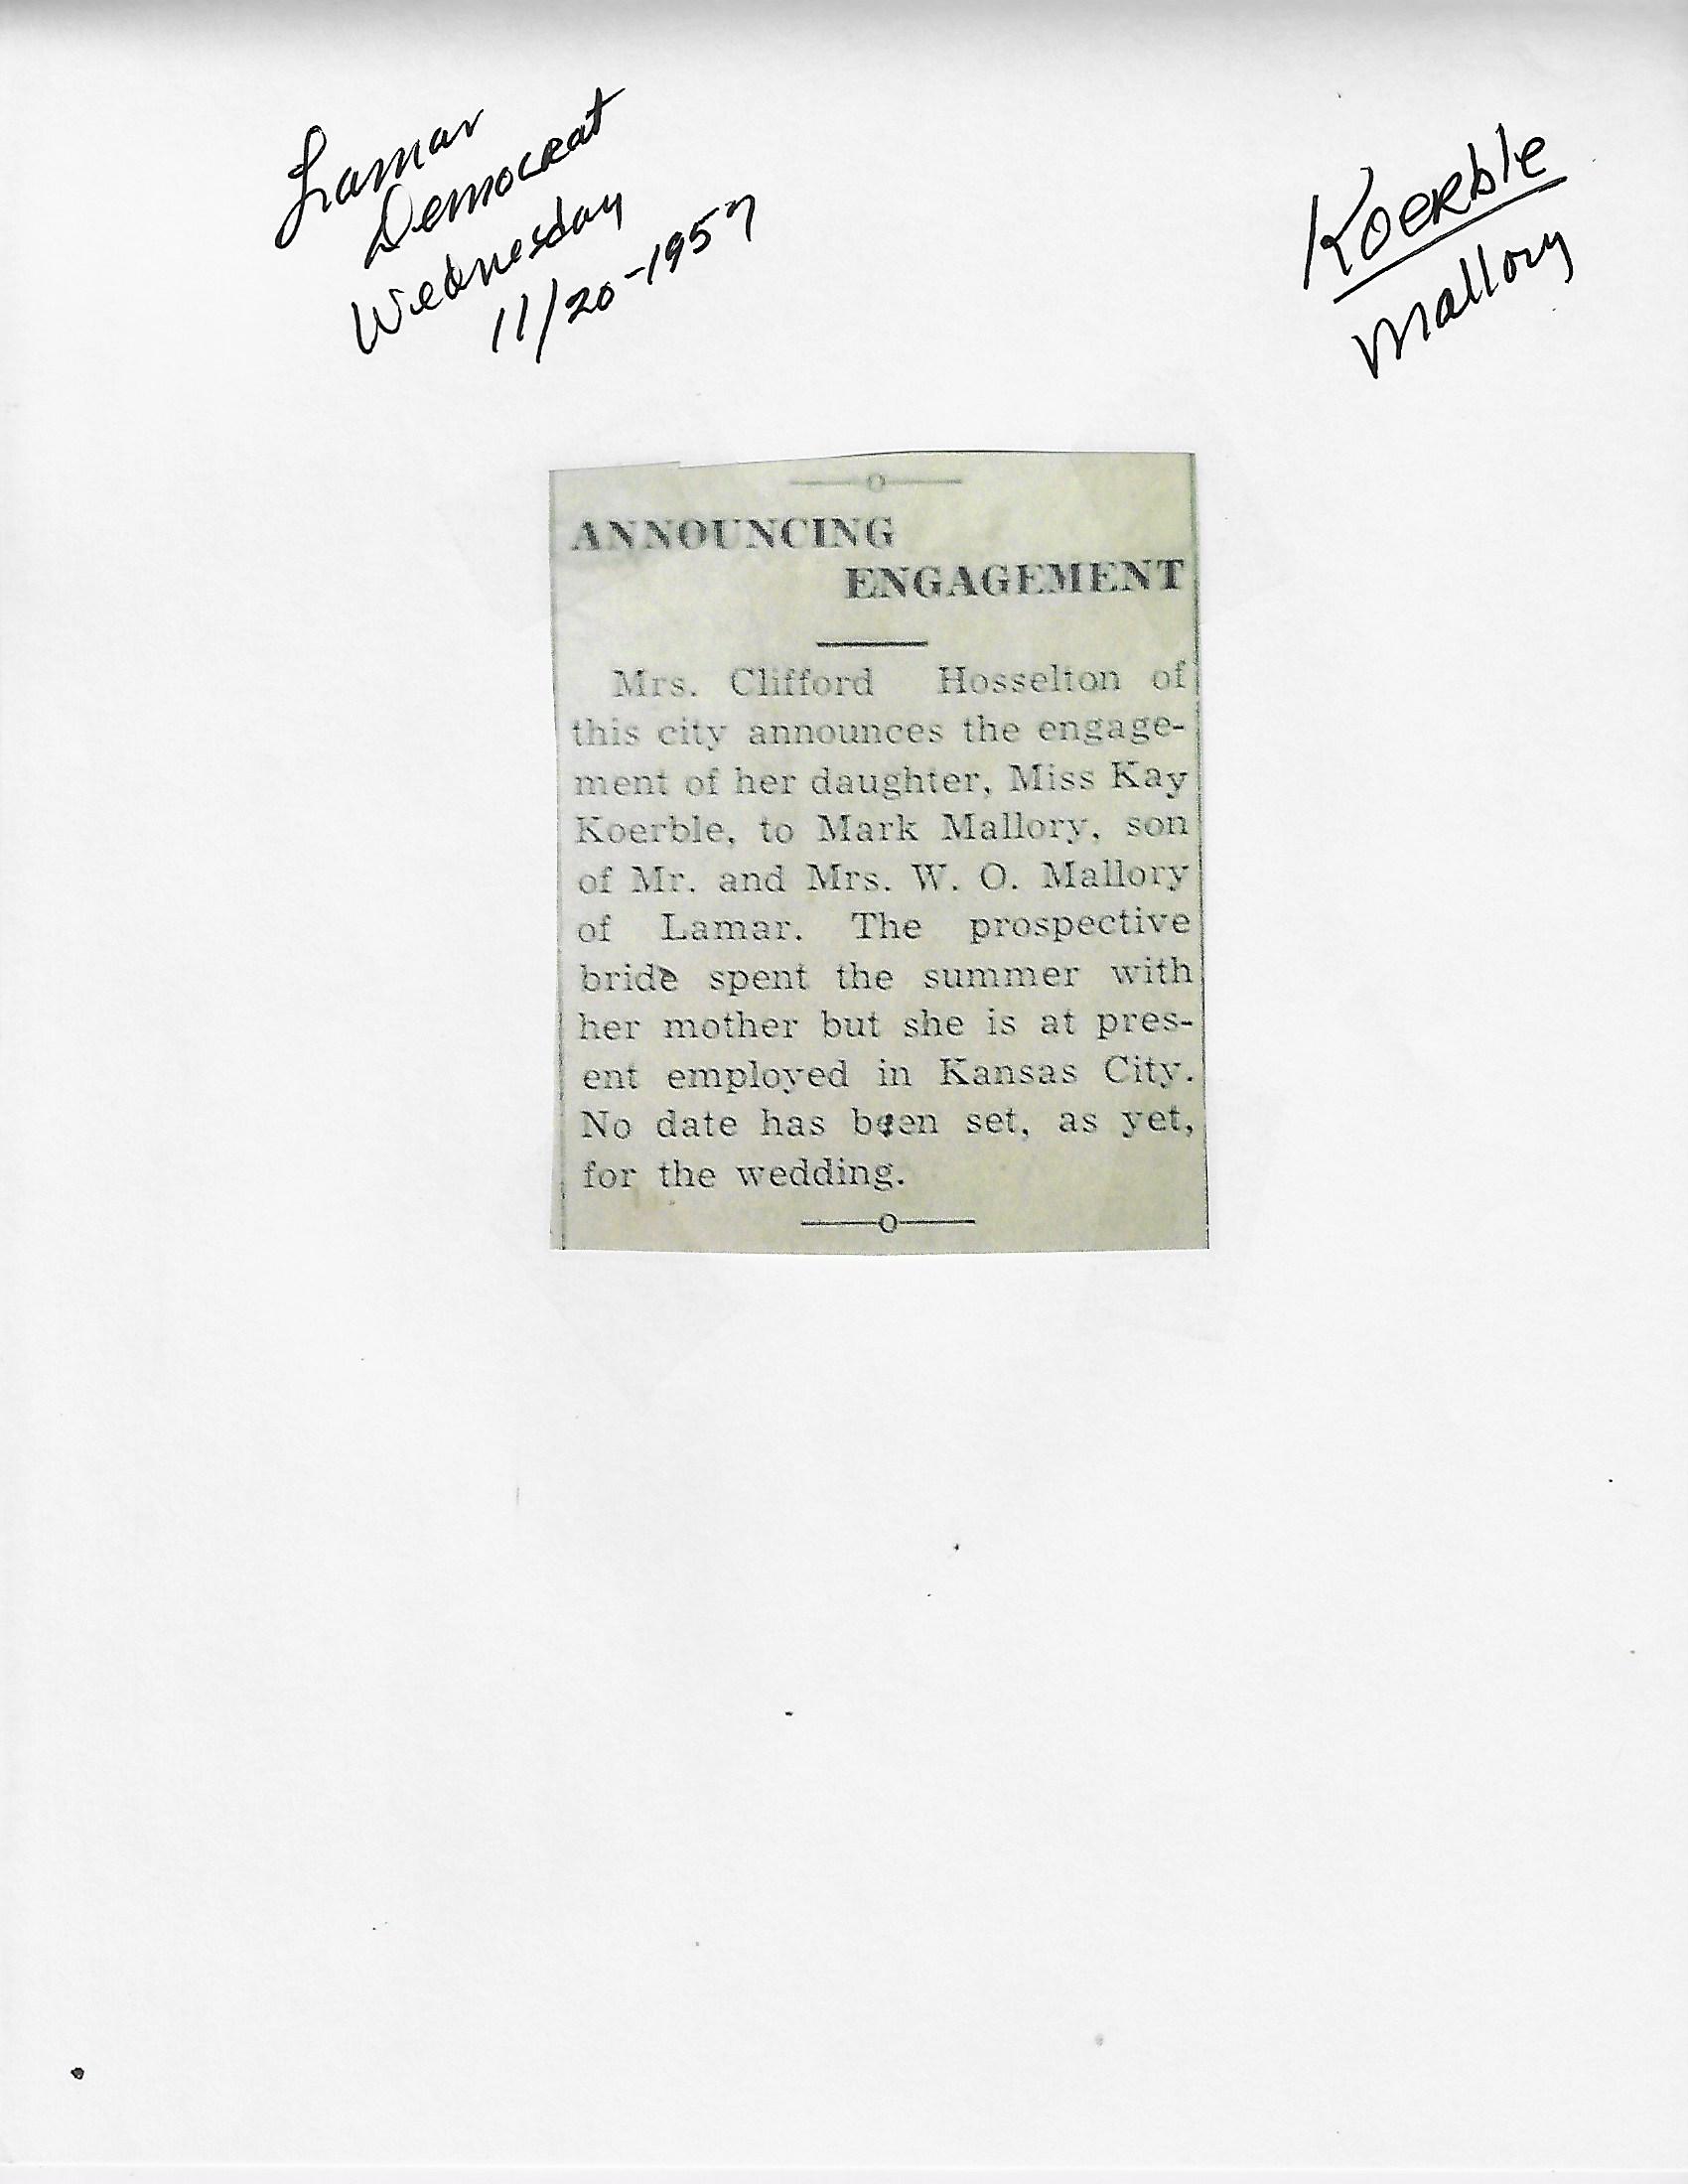 Lamar
Democrat
Wednesday
11/20-1957
Koerble
Mallory
ANNOUNCING
ENGAGEMENT
Mrs. Clifford Hosselton of
this city announces the engage-
ment of her daughter, Miss Kay
Koerble, to Mark Mallory, son
of Mr. and Mrs. W. O. Mallory
of Lamar. The prospective
bride spent the summer with
her mother but she is at pres-
ent employed in Kansas City.
No date has been set, as yet,
for the wedding.